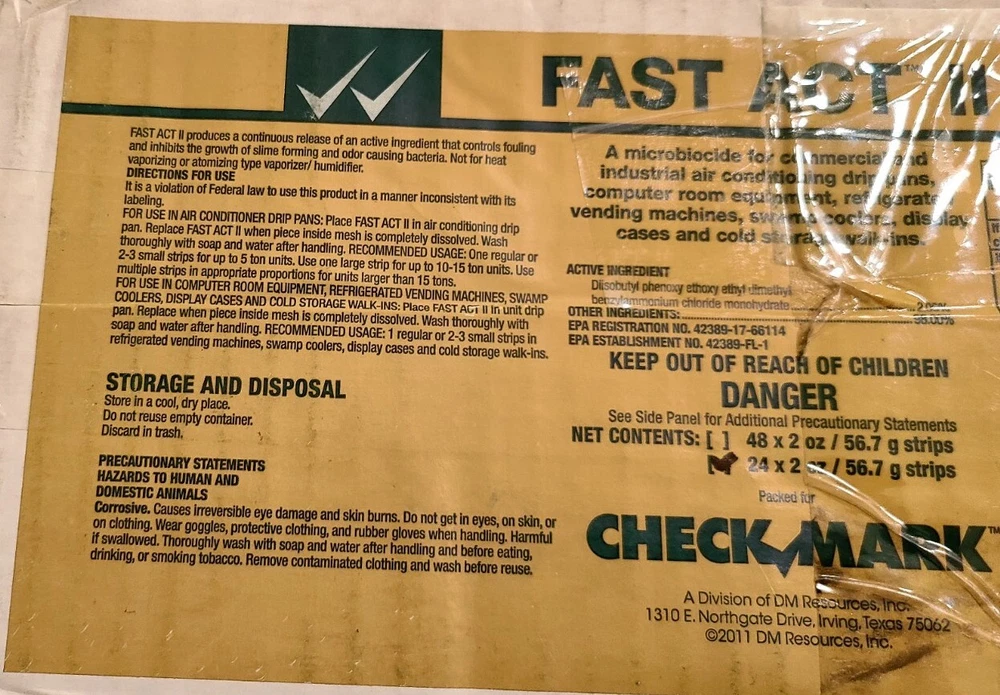 FAST ACT II produces a continuous release of an active ingredient that controls fouling
and inhibits the growth of slime forming and odor causing bacteria. Not for heat
vaporizing or atomizing type vaporizer/ humidifier.
DIRECTIONS FOR USE
It is a violation of Federal law to use this product in a manner inconsistent with its
labeling.
FOR USE IN AIR CONDITIONER DRIP PANS: Place FAST ACT II in air conditioning drip
pan. Replace FAST ACT II when piece inside mesh is completely dissolved. Wash
thoroughly with soap and water after handling. RECOMMENDED USAGE: One regular or
2-3 small strips for up to 5 ton units. Use one large strip for up to 10-15 ton units. Use
multiple strips in appropriate proportions for units larger than 15 tons.
FOR USE IN COMPUTER ROOM EQUIPMENT, REFRIGERATED VENDING MACHINES, SWAMP
COOLERS, DISPLAY CASES AND COLD STORAGE WALK-INS: Place FAST ACT II in unit drip
pan. Replace when piece inside mesh is completely dissolved. Wash thoroughly with
soap and water after handling. RECOMMENDED USAGE: 1 regular or 2-3 small strips in
refrigerated vending machines, swamp coolers, display cases and cold storage walk-ins.
STORAGE AND DISPOSAL
Store in a cool, dry place.
Do not reuse empty container.
Discard in trash.
PRECAUTIONARY STATEMENTS
HAZARDS TO HUMAN AND
DOMESTIC ANIMALS
Corrosive. Causes irreversible eye damage and skin burns. Do not get in eyes, on skin, or
on clothing. Wear goggles, protective clothing, and rubber gloves when handling. Harmful
if swallowed. Thoroughly wash with soap and water after handling and before eating,
drinking, or smoking tobacco. Remove contaminated clothing and wash before reuse.
FAST ACT™ II
A microbiocide for commercial and
industrial air conditioning drip pans,
computer room equipment, refrigerated
vending machines, swamp coolers, display
cases and cold storage walk-ins.
ACTIVE INGREDIENT
Diisobutyl phenoxy ethoxy ethyl dimethyl
benzylammonium chloride monohydrate
OTHER INGREDIENTS: 98.00%
EPA REGISTRATION NO. 42389-17-66114
EPA ESTABLISHMENT NO. 42389-FL-1
KEEP OUT OF REACH OF CHILDREN
DANGER
See Side Panel for Additional Precautionary Statements
NET CONTENTS: [ ] 48 x 2 oz / 56.7 g strips
[ ] 24 x 2 oz / 56.7 g strips
Packed for
CHECK MARK™
A Division of DM Resources, Inc.
1310 E. Northgate Drive, Irving, Texas 75062
©2011 DM Resources, Inc.